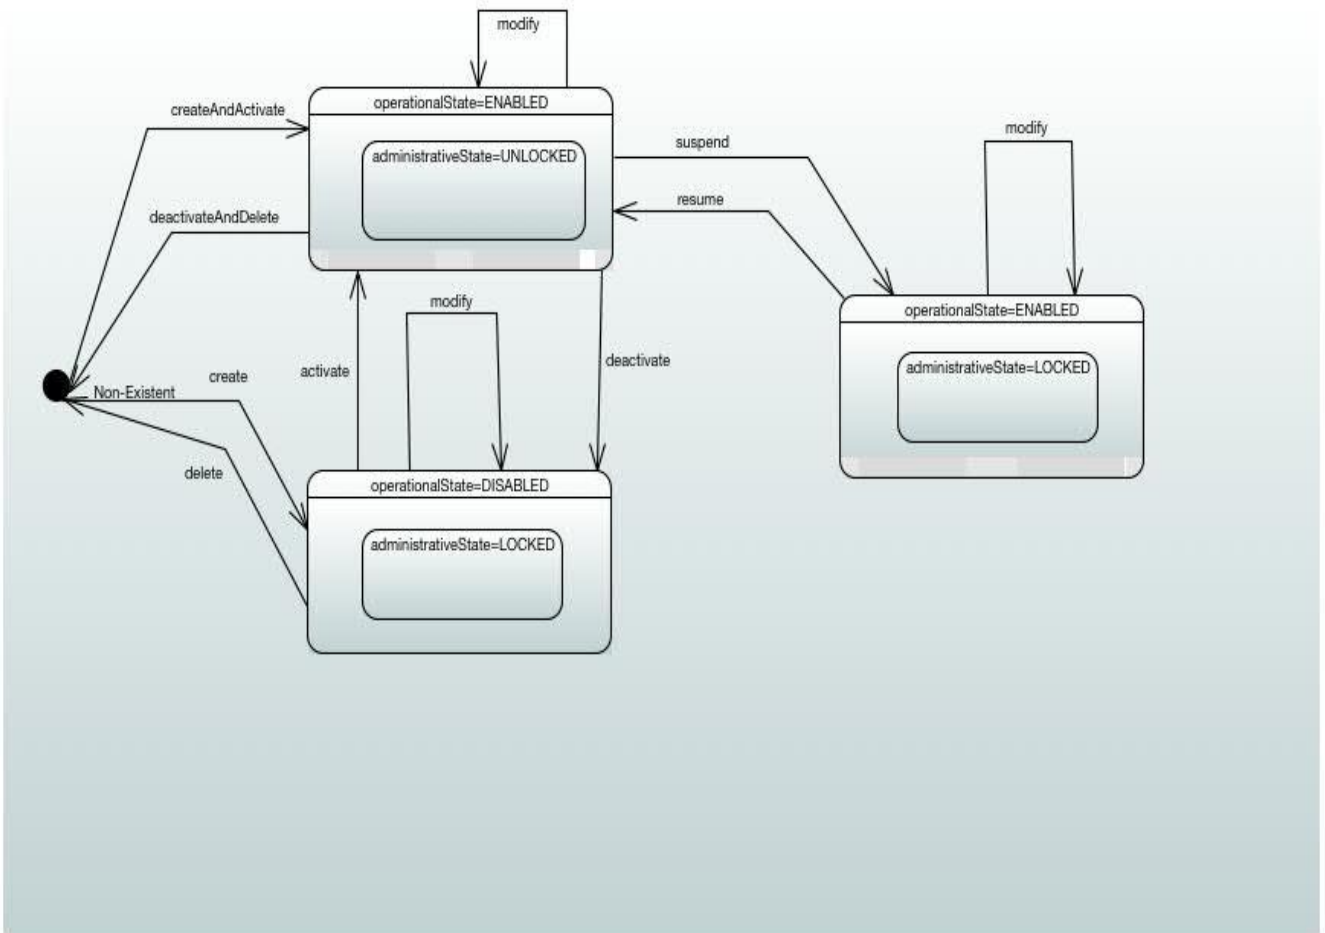 modify
operationalState=ENABLED
createAndActivate
administrativeState=UNLOCKED
suspend
modify
resume
deactivateAndDelete
modify
operationalState=ENABLED
deactivate
activate
create
administrativeState=LOCKED
Non-Existent
delete
operationalState=DISABLED
administrativeState=LOCKED